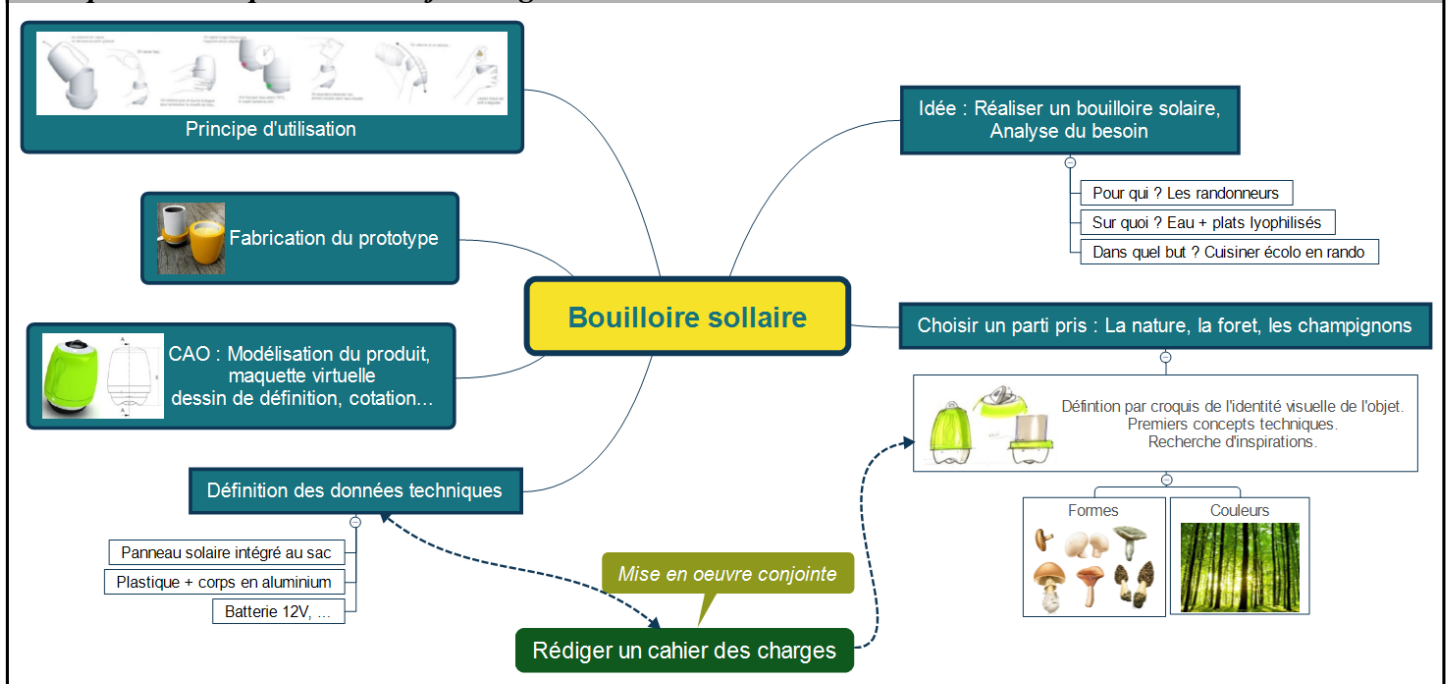 Principe d'utilisation
Idée : Réaliser un bouilloire solaire,
Analyse du besoin
Pour qui ? Les randonneurs
Sur quoi ? Eau + plats lyophilisés
Dans quel but ? Cuisiner écolo en rando
Fabrication du prototype
Bouilloire sollaire
Choisir un parti pris : La nature, la foret, les champignons
CAO : Modélisation du produit,
maquette virtuelle
dessin de définition, cotation...
Défintion par croquis de l'identité visuelle de l'objet.
Premiers concepts techniques.
Recherche d'inspirations.
Formes
Couleurs
Définition des données techniques
Panneau solaire intégré au sac
Plastique + corps en aluminium
Batterie 12V, ...
Mise en oeuvre conjointe
Rédiger un cahier des charges